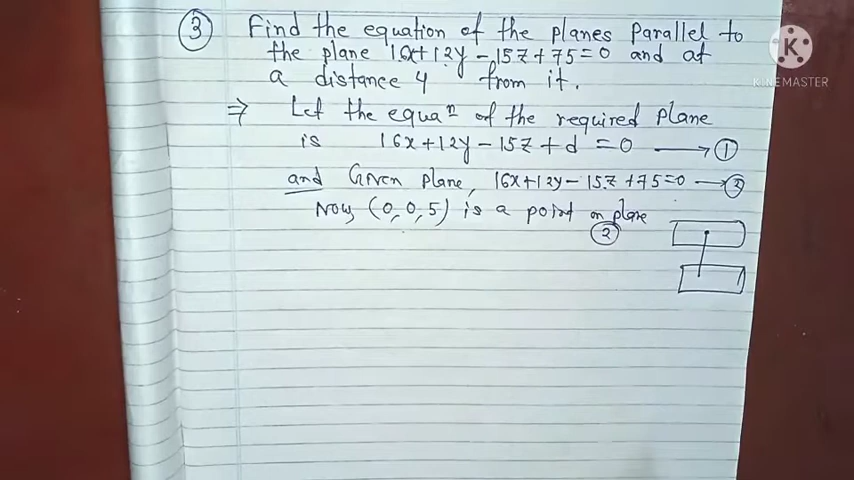 ③ Find the equation of the planes parallel to
the plane 16x+12y-15z+75=0 and at
a distance 4 from it.
⇒ Let the equaⁿ of the required plane
is 16x+12y-15z+d=0 → ①
and Given plane, 16x+12y-15z+75=0 → ②
Now, (0,0,5) is a point on plane
②
K
KINEMASTER